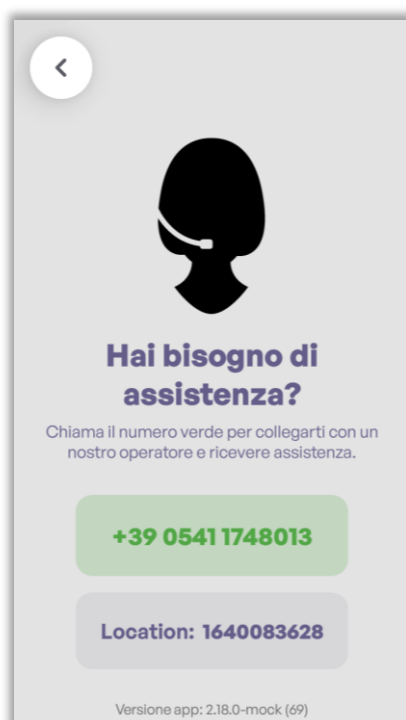 Hai bisogno di
assistenza?
Chiama il numero verde per collegarti con un
nostro operatore e ricevere assistenza.
+39 0541 1748013
Location: 1640083628
Versione app: 2.18.0-mock (69)